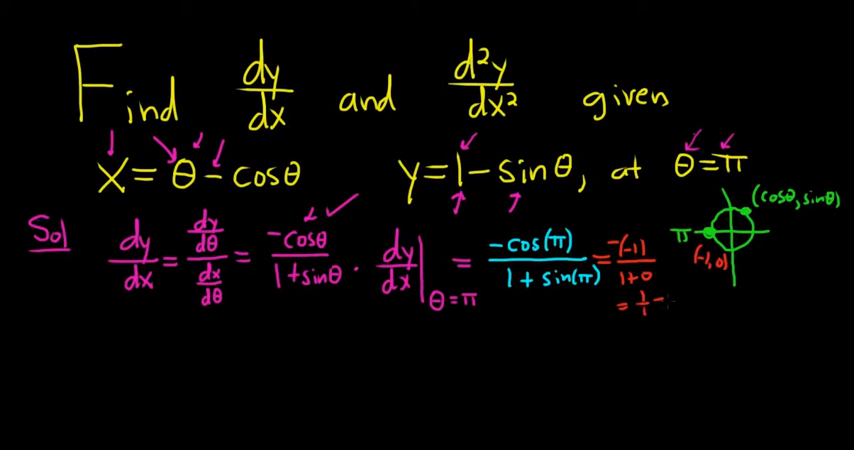 Find dy/dx and d²y/dx² given
x = θ - cosθ y = 1 - sinθ, at θ = π
Sol dy/dx = (dy/dθ)/(dx/dθ) = -cosθ/(1+sinθ) . dy/dx|θ=π = -cos(π)/(1+sin(π)) = -(-1)/(1+0)
= 1/1
π (cosθ, sinθ)
(-1, 0)